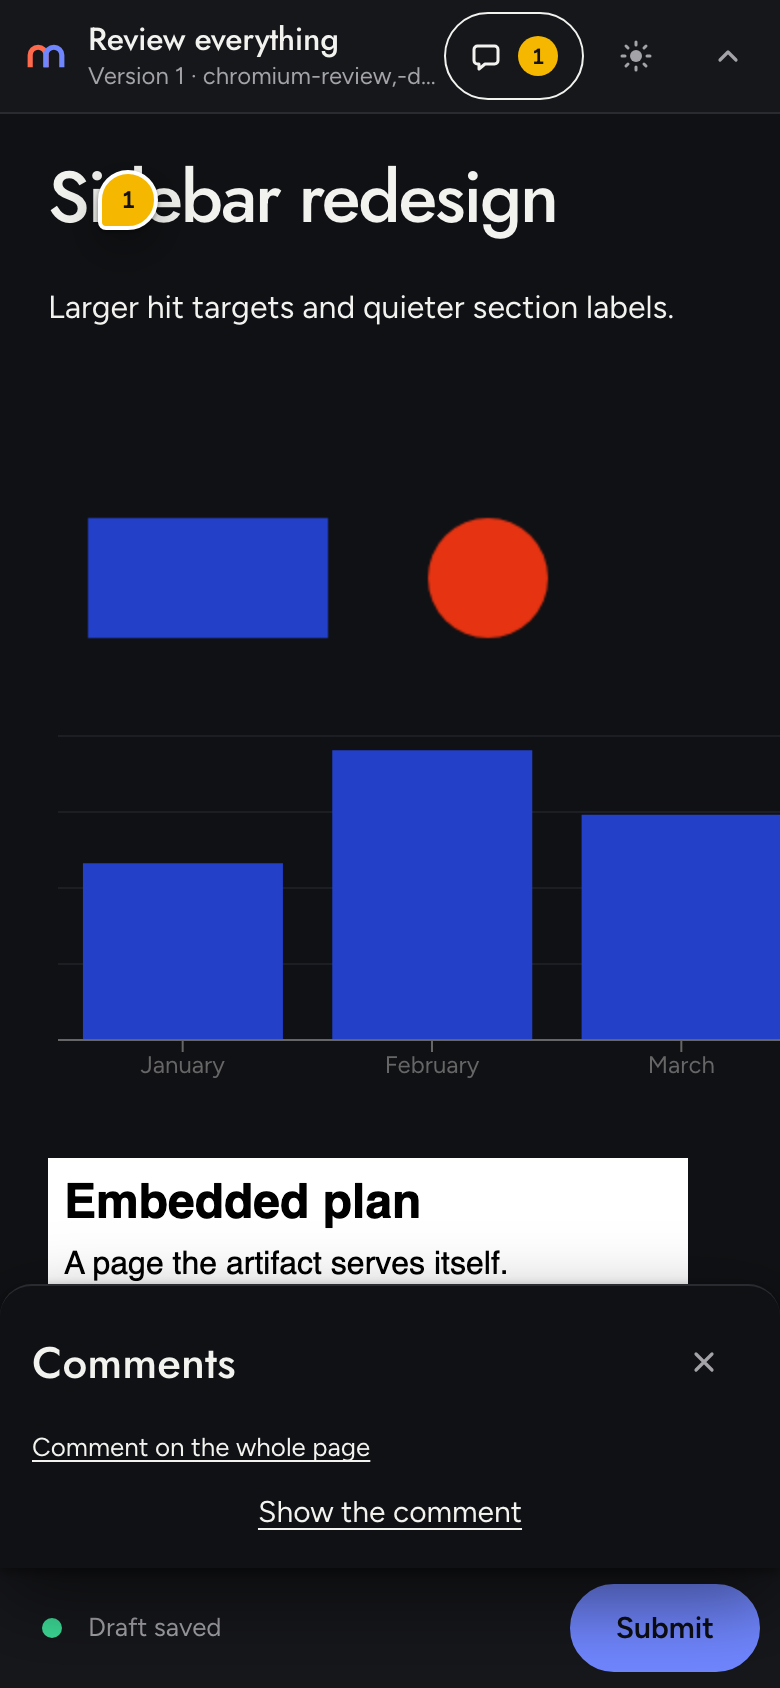 Review everything
Version 1 · chromium-review,-d...
1
Sidebar redesign
1
Larger hit targets and quieter section labels.
January
February
March
Embedded plan
A page the artifact serves itself.
Comments
Comment on the whole page
Show the comment
Draft saved
Submit